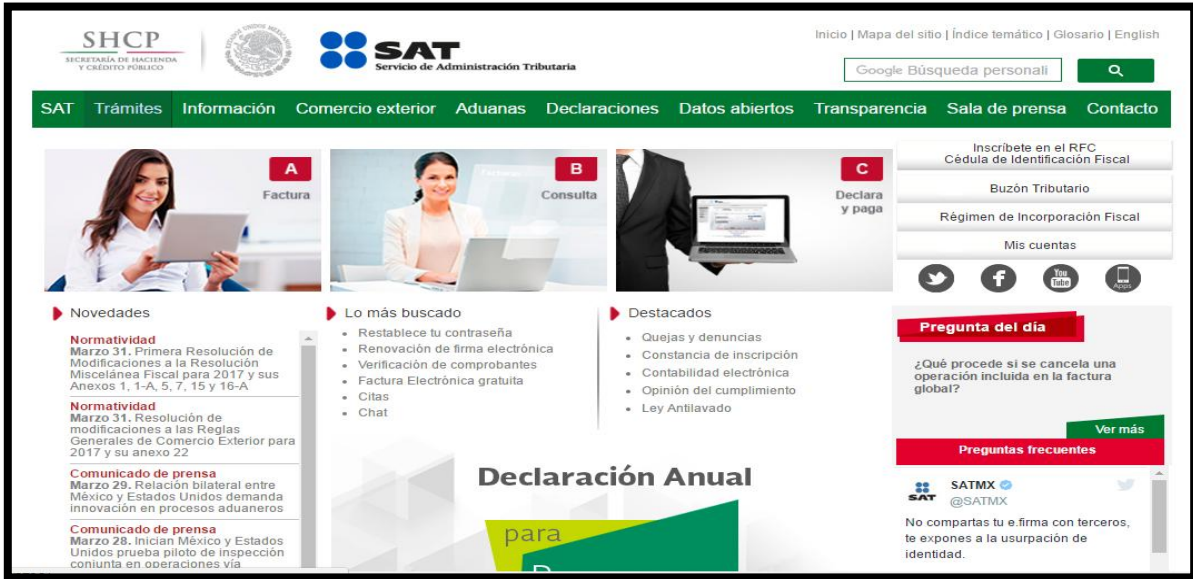 SHCP
SECRETARÍA DE HACIENDA
Y CRÉDITO PÚBLICO
SAT
Servicio de Administración Tributaria
Inicio | Mapa del sitio | Índice temático | Glosario | English
Google Búsqueda personali
SAT Trámites Información Comercio exterior Aduanas Declaraciones Datos abiertos Transparencia Sala de prensa Contacto
A
Factura
B
Consulta
C
Declara
y paga
Inscríbete en el RFC
Cédula de Identificación Fiscal
Buzón Tributario
Régimen de Incorporación Fiscal
Mis cuentas
You
Tube
Apps
Novedades
Normatividad
Marzo 31. Primera Resolución de
Modificaciones a la Resolución
Miscelánea Fiscal para 2017 y sus
Anexos 1, 1-A, 5, 7, 15 y 16-A
Normatividad
Marzo 31. Resolución de
modificaciones a las Reglas
Generales de Comercio Exterior para
2017 y su anexo 22
Comunicado de prensa
Marzo 29. Relación bilateral entre
México y Estados Unidos demanda
innovación en procesos aduaneros
Comunicado de prensa
Marzo 28. Inician México y Estados
Unidos prueba piloto de inspección
conjunta en operaciones vía
Lo más buscado
Restablece tu contraseña
Renovación de firma electrónica
Verificación de comprobantes
Factura Electrónica gratuita
Citas
Chat
Destacados
Quejas y denuncias
Constancia de inscripción
Contabilidad electrónica
Opinión del cumplimiento
Ley Antilavado
Declaración Anual
para
Pregunta del día
¿Qué procede si se cancela una
operación incluida en la factura
global?
Ver más
Preguntas frecuentes
SAT
SATMX
@SATMX
No compartas tu e.firma con terceros,
te expones a la usurpación de
identidad.